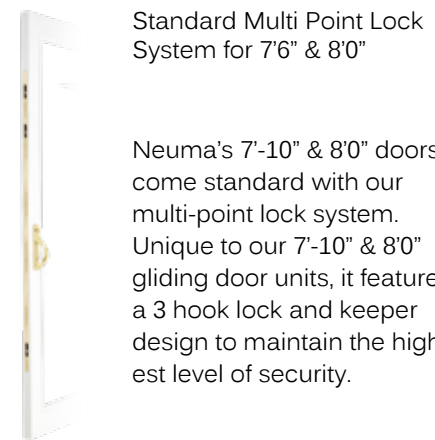 Standard Multi Point Lock
System for 7’6” & 8’0”
Neuma’s 7’-10” & 8’0” doors
come standard with our
multi-point lock system.
Unique to our 7’-10” & 8’0”
gliding door units, it feature
a 3 hook lock and keeper
design to maintain the high
est level of security.